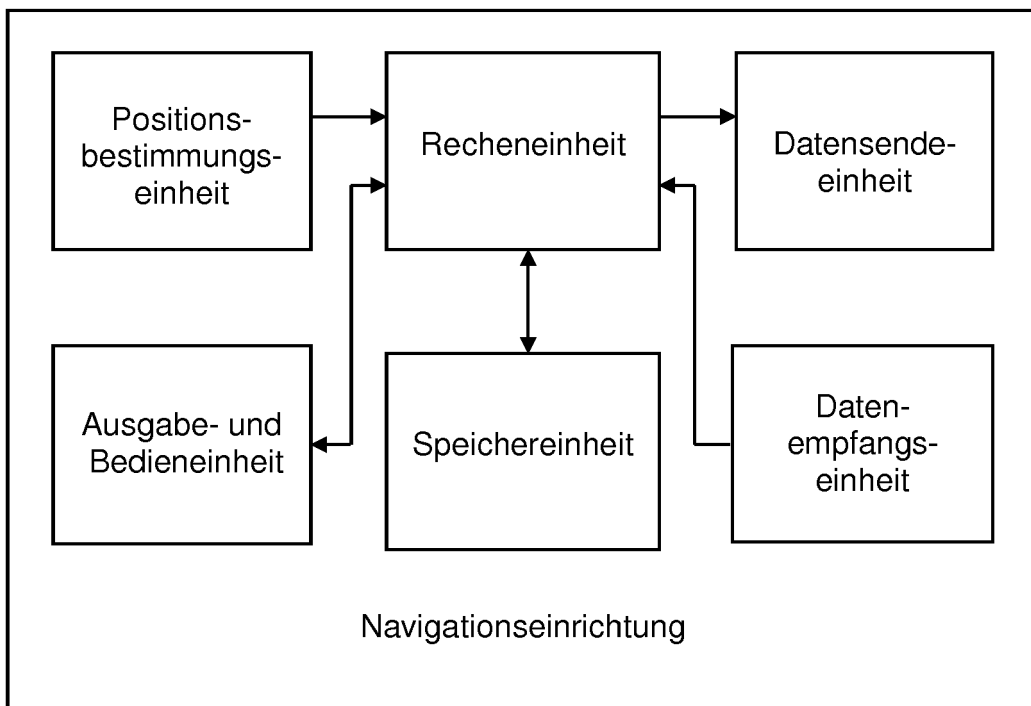 Positions-
bestimmungs-
einheit
Recheneinheit
Datensende-
einheit
Ausgabe- und
Bedieneinheit
Speichereinheit
Daten-
empfangs-
einheit
Navigationseinrichtung